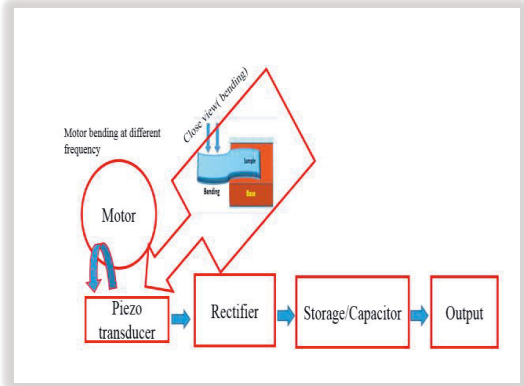 Close view( bending)
Motor bending at different
frequency
Sample
Bending
Base
Motor
Piezo
transducer
Rectifier
Storage/Capacitor
Output